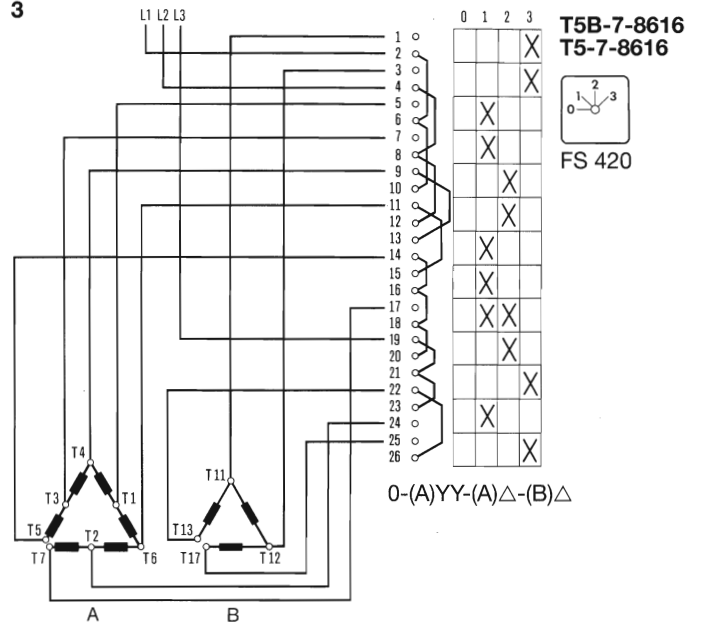 3
L1 L2 L3
0 1 2 3
T5B-7-8616
T5-7-8616
1 X
2
3 X
4
5 X
6
7 X
8
9 X
10
11 X
12
13 X
14
15 X
16
17 X X
18
19 X
20
21 X
22
23 X
24
25 X
26
2
1 3
0
FS 420
0-(A)YY-(A)△-(B)△
T4
T3 T1
T5 T2
T7 T6
T11
T13
T17 T12
A B